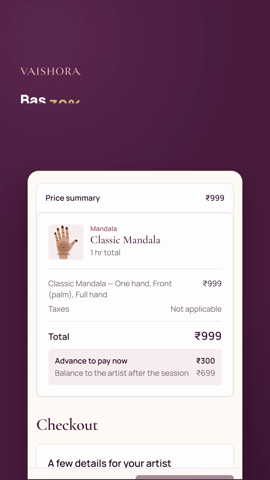 VAISHORA
Bas 30%
Price summary ₹999
Mandala
Classic Mandala
1 hr total
Classic Mandala — One hand, Front ₹999
(palm), Full hand
Taxes Not applicable
Total ₹999
Advance to pay now ₹300
Balance to the artist after the session ₹699
Checkout
A few details for your artist